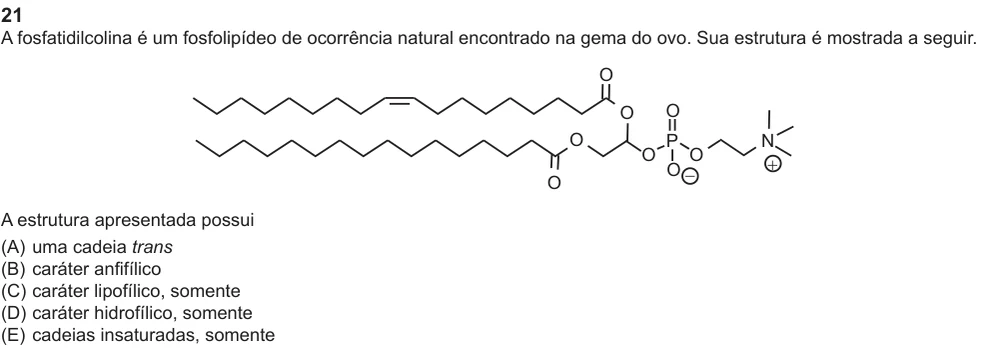 21
A fosfatidilcolina é um fosfolipídeo de ocorrência natural encontrado na gema do ovo. Sua estrutura é mostrada a seguir.
O
O
O
O
P
N
O
O
O
⊖
⊕
O
A estrutura apresentada possui
(A) uma cadeia trans
(B) caráter anfifílico
(C) caráter lipofílico, somente
(D) caráter hidrofílico, somente
(E) cadeias insaturadas, somente